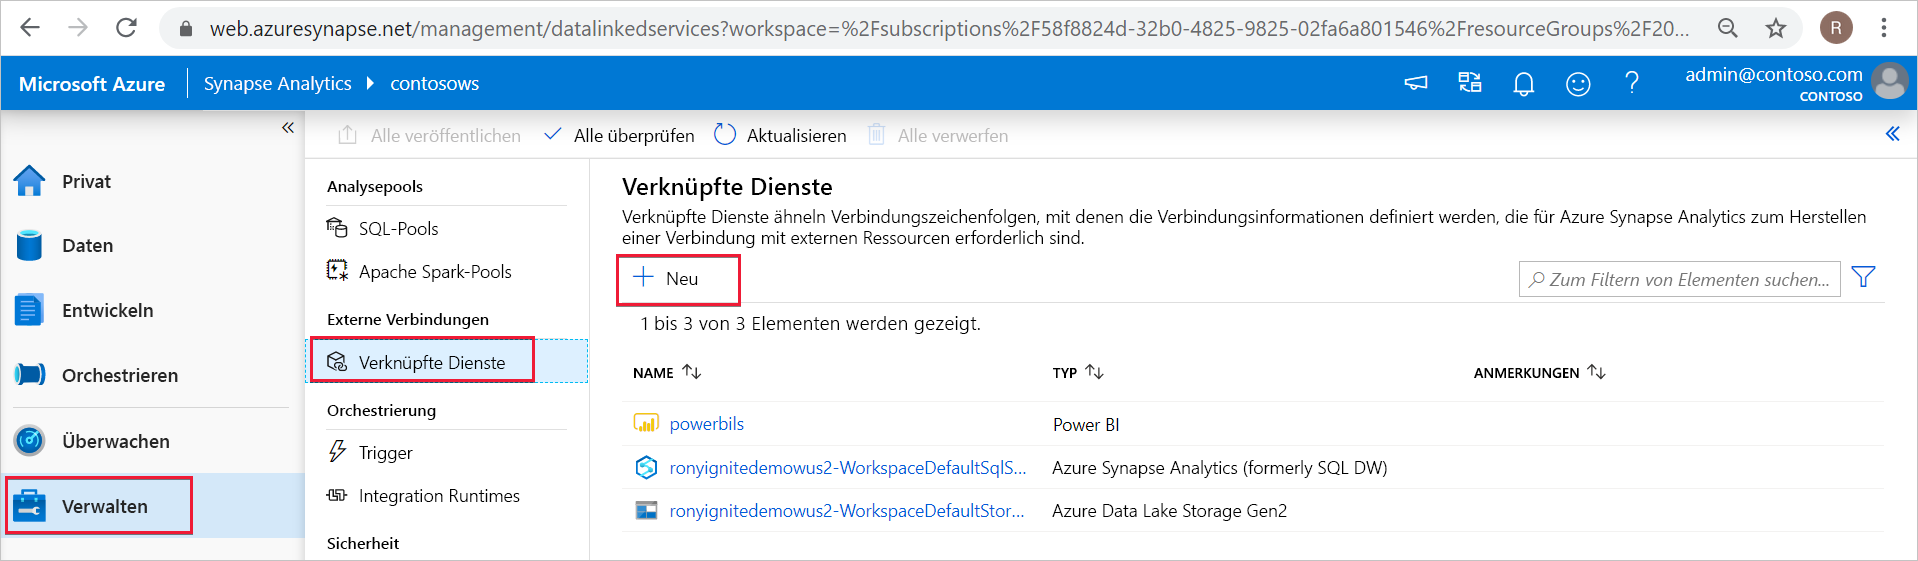 web.azuresynapse.net/management/datalinkedservices?workspace=%2Fsubscriptions%2F58f8824d-32b0-4825-9825-02fa6a801546%2FresourceGroups%2F20...
R
Microsoft Azure
Synapse Analytics
contosows
?
admin@contoso.com
CONTOSO
«
Alle veröffentlichen
Alle überprüfen
Aktualisieren
Alle verwerfen
«
Privat
Daten
Entwickeln
Orchestrieren
Überwachen
Verwalten
Analysepools
SQL-Pools
Apache Spark-Pools
Externe Verbindungen
Verknüpfte Dienste
Orchestrierung
Trigger
Integration Runtimes
Sicherheit
Verknüpfte Dienste
Verknüpfte Dienste ähneln Verbindungszeichenfolgen, mit denen die Verbindungsinformationen definiert werden, die für Azure Synapse Analytics zum Herstellen
einer Verbindung mit externen Ressourcen erforderlich sind.
+ Neu
Zum Filtern von Elementen suchen...
1 bis 3 von 3 Elementen werden gezeigt.
NAME TYP ANMERKUNGEN
powerbils Power BI
ronyignitedemowus2-WorkspaceDefaultSqlS... Azure Synapse Analytics (formerly SQL DW)
ronyignitedemowus2-WorkspaceDefaultStor... Azure Data Lake Storage Gen2